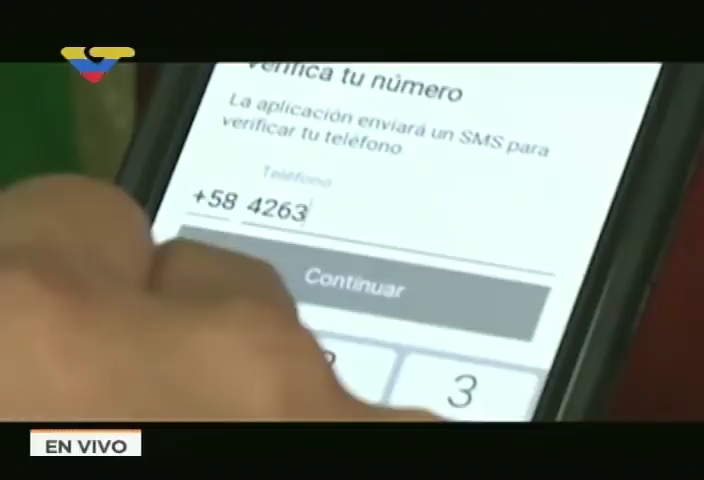 verifica tu número
La aplicación enviará un SMS para
verificar tu teléfono
Teléfono
+58 4263
Continuar
3
EN VIVO